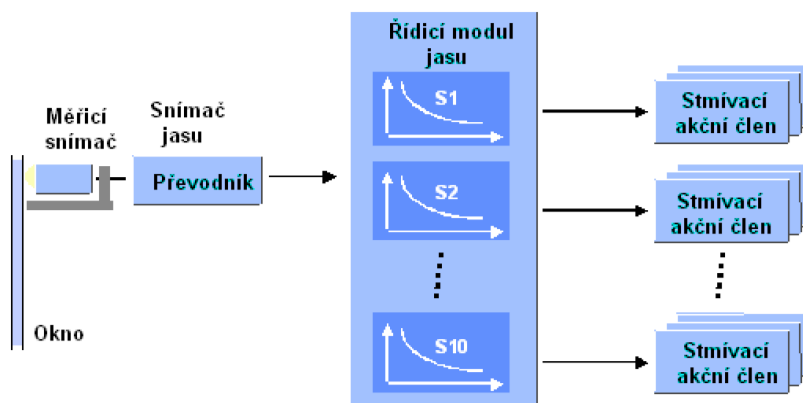 Měřicí
snímač
Snímač
jasu
Převodník
Okno
Řídicí modul
jasu
S1
S2
S10
Stmívací
akční člen
Stmívací
akční člen
Stmívací
akční člen